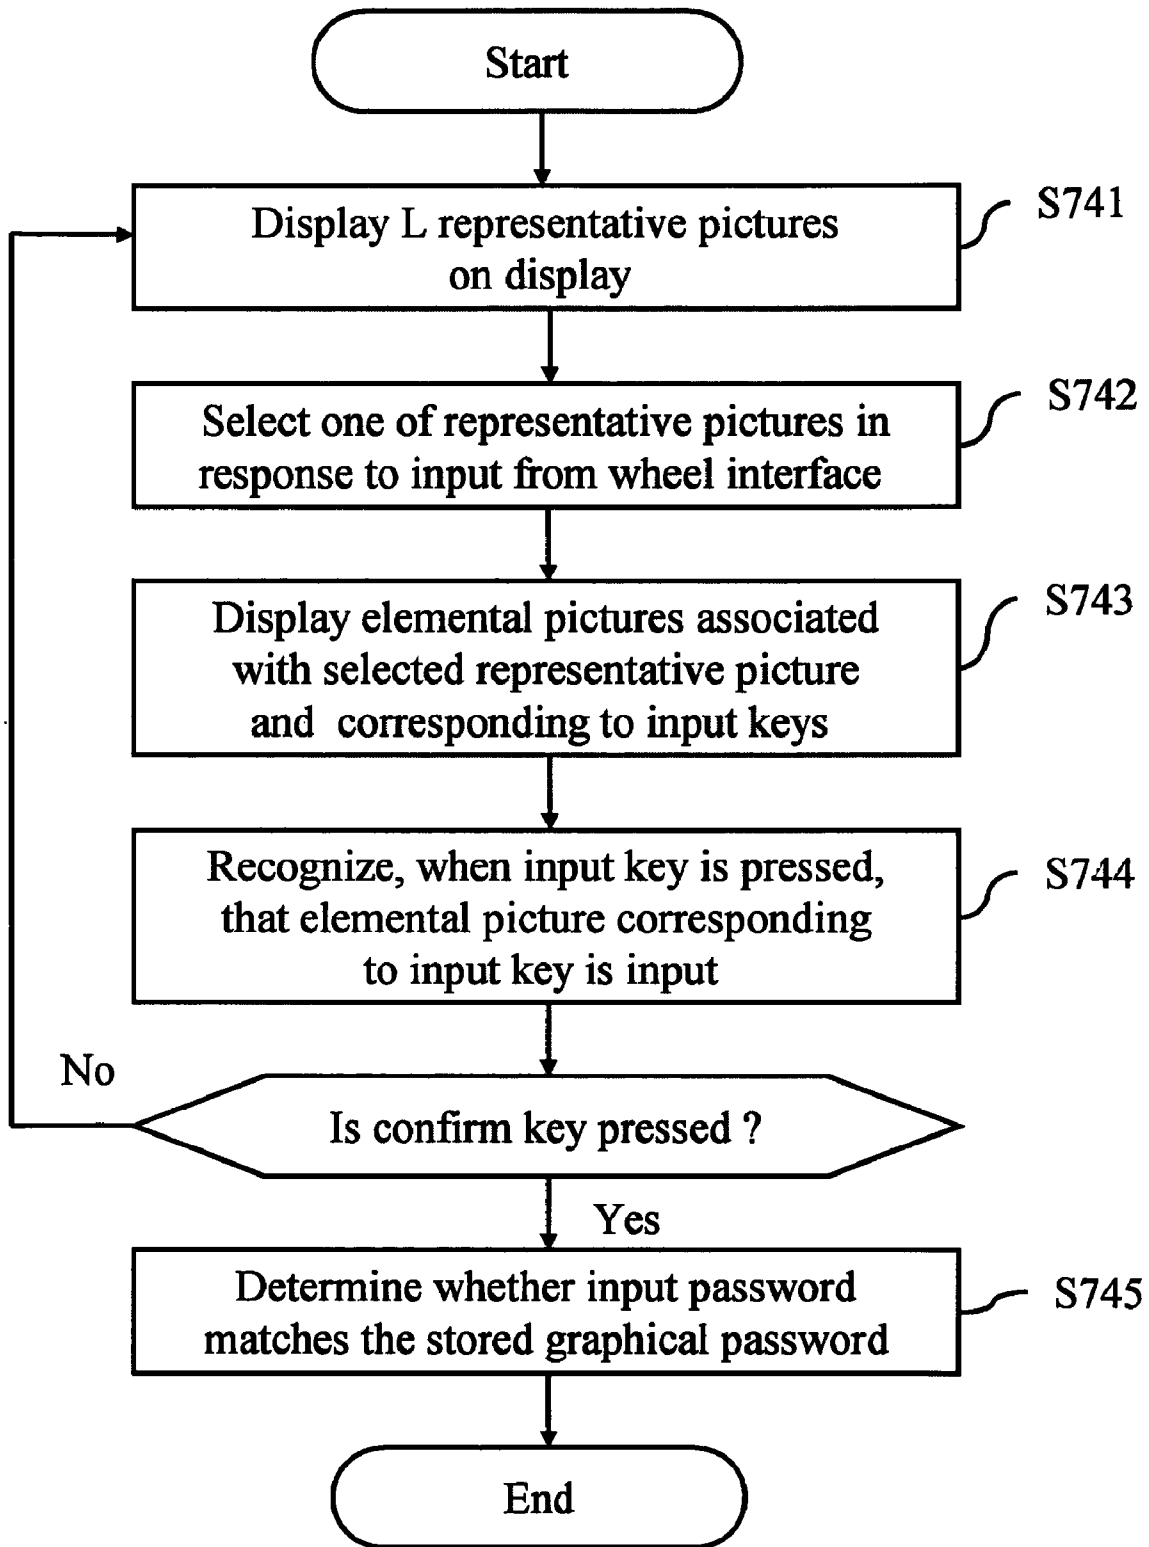 Start
Display L representative pictures
on display
S741
Select one of representative pictures in
response to input from wheel interface
S742
Display elemental pictures associated
with selected representative picture
and corresponding to input keys
S743
Recognize, when input key is pressed,
that elemental picture corresponding
to input key is input
S744
No
Is confirm key pressed ?
Yes
Determine whether input password
matches the stored graphical password
S745
End